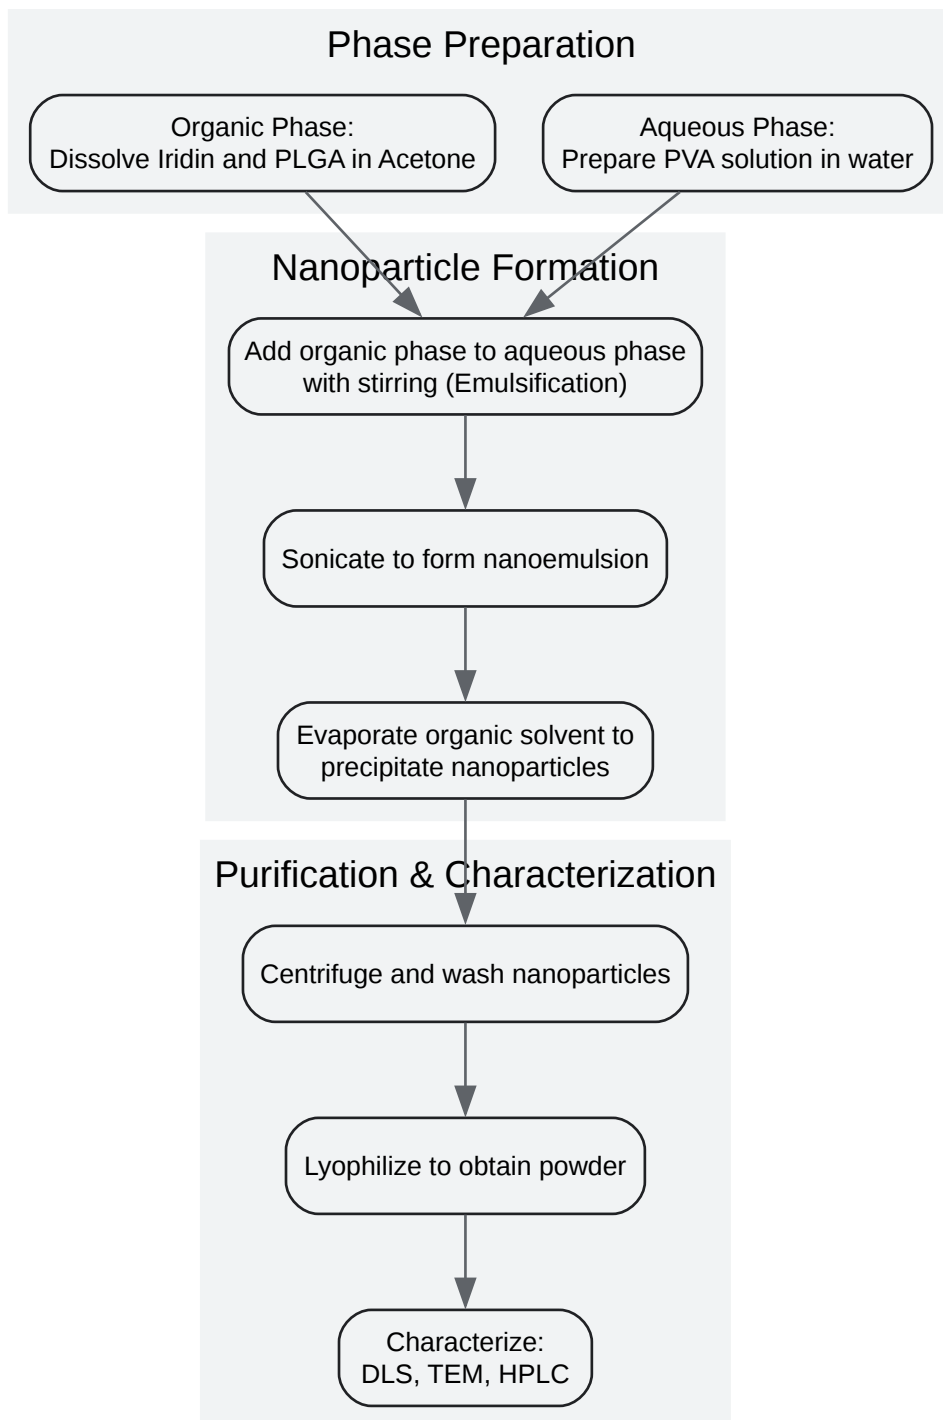 Phase Preparation
Organic Phase:
Dissolve Iridin and PLGA in Acetone
Aqueous Phase:
Prepare PVA solution in water
Nanoparticle Formation
Add organic phase to aqueous phase
with stirring (Emulsification)
Sonicate to form nanoemulsion
Evaporate organic solvent to
precipitate nanoparticles
Purification & Characterization
Centrifuge and wash nanoparticles
Lyophilize to obtain powder
Characterize:
DLS, TEM, HPLC